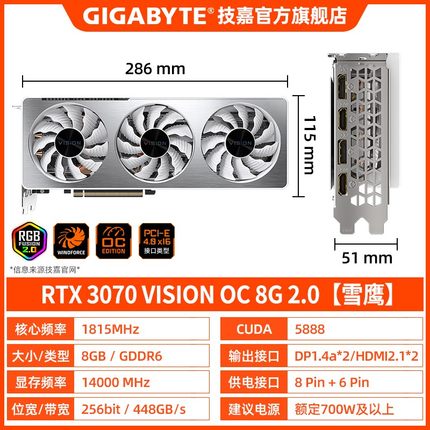 GIGABYTE® 技嘉官方旗舰店
286 mm
115 mm
51 mm
VISION
VISION
VISION
RGB
FUSION
2.0
WINDFORCE
OC
EDITION
PCI-E
4.0 x16
接口类型
*信息来源技嘉官网*
RTX 3070 VISION OC 8G 2.0【雪鹰】
核心频率 1815MHz CUDA 5888
大小/类型 8GB / GDDR6 输出接口 DP1.4a*2/HDMI2.1*2
显存频率 14000 MHz 供电接口 8 Pin + 6 Pin
位宽/带宽 256bit / 448GB/s 建议电源 额定700W及以上